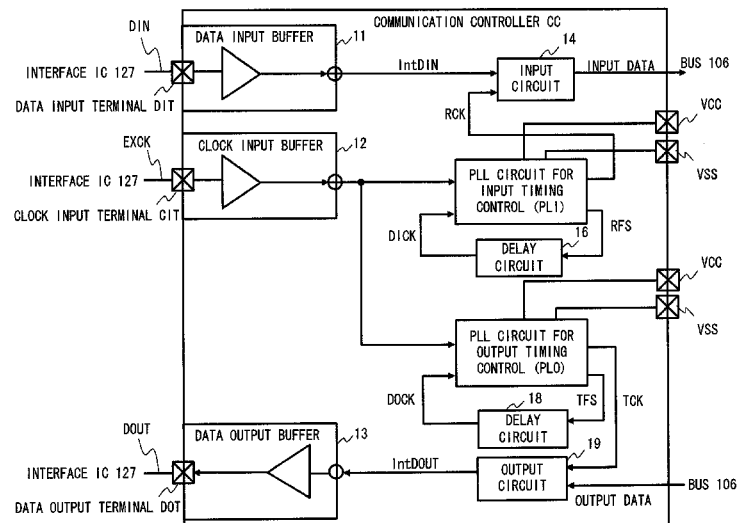 COMMUNICATION CONTROLLER CC
DIN
DATA INPUT BUFFER
11
INTERFACE IC 127
DATA INPUT TERMINAL DIT
IntDIN
14
INPUT
CIRCUIT
INPUT DATA
BUS 106
RCK
VCC
EXCK
CLOCK INPUT BUFFER
12
INTERFACE IC 127
CLOCK INPUT TERMINAL CIT
PLL CIRCUIT FOR
INPUT TIMING
CONTROL (PLI)
VSS
DICK
16
RFS
DELAY
CIRCUIT
VCC
PLL CIRCUIT FOR
OUTPUT TIMING
CONTROL (PLO)
VSS
DOCK
18
TFS
TCK
DELAY
CIRCUIT
DOUT
DATA OUTPUT BUFFER
13
INTERFACE IC 127
DATA OUTPUT TERMINAL DOT
IntDOUT
19
OUTPUT
CIRCUIT
BUS 106
OUTPUT DATA